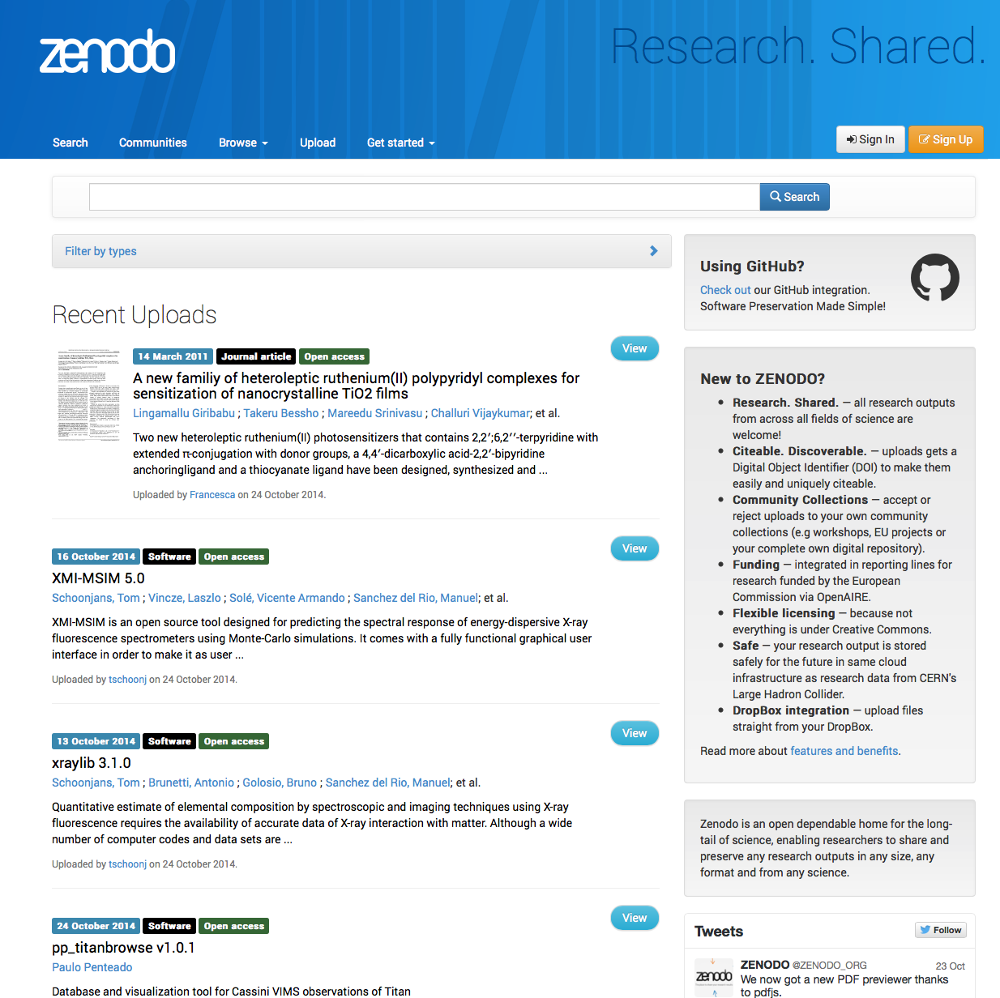 zenodo
Research. Shared.
Search Communities Browse Upload Get started
Sign In Sign Up
Search
Filter by types
Recent Uploads
14 March 2011 Journal article Open access
View
A new familiy of heteroleptic ruthenium(II) polypyridyl complexes for
sensitization of nanocrystalline TiO2 films
Lingamallu Giribabu ; Takeru Bessho ; Mareedu Srinivasu ; Challuri Vijaykumar; et al.
Two new heteroleptic ruthenium(II) photosensitizers that contains 2,2′;6,2′′-terpyridine with
extended π-conjugation with donor groups, a 4,4′-dicarboxylic acid-2,2′-bipyridine
anchoringligand and a thiocyanate ligand have been designed, synthesized and ...
Uploaded by Francesca on 24 October 2014.
16 October 2014 Software Open access
View
XMI-MSIM 5.0
Schoonjans, Tom ; Vincze, Laszlo ; Solé, Vicente Armando ; Sanchez del Rio, Manuel; et al.
XMI-MSIM is an open source tool designed for predicting the spectral response of energy-dispersive X-ray
fluorescence spectrometers using Monte-Carlo simulations. It comes with a fully functional graphical user
interface in order to make it as user ...
Uploaded by tschoonj on 24 October 2014.
13 October 2014 Software Open access
View
xraylib 3.1.0
Schoonjans, Tom ; Brunetti, Antonio ; Golosio, Bruno ; Sanchez del Rio, Manuel; et al.
Quantitative estimate of elemental composition by spectroscopic and imaging techniques using X-ray
fluorescence requires the availability of accurate data of X-ray interaction with matter. Although a wide
number of computer codes and data sets are ...
Uploaded by tschoonj on 24 October 2014.
24 October 2014 Software Open access
View
pp_titanbrowse v1.0.1
Paulo Penteado
Database and visualization tool for Cassini VIMS observations of Titan
Using GitHub?
Check out our GitHub integration.
Software Preservation Made Simple!
New to ZENODO?
• Research. Shared. — all research outputs
from across all fields of science are
welcome!
• Citeable. Discoverable. — uploads gets a
Digital Object Identifier (DOI) to make them
easily and uniquely citeable.
• Community Collections — accept or
reject uploads to your own community
collections (e.g workshops, EU projects or
your complete own digital repository).
• Funding — integrated in reporting lines for
research funded by the European
Commission via OpenAIRE.
• Flexible licensing — because not
everything is under Creative Commons.
• Safe — your research output is stored
safely for the future in same cloud
infrastructure as research data from CERN's
Large Hadron Collider.
• DropBox integration — upload files
straight from your DropBox.
Read more about features and benefits.
Zenodo is an open dependable home for the long-
tail of science, enabling researchers to share and
preserve any research outputs in any size, any
format and from any science.
Tweets
Follow
zenodo
ZENODO @ZENODO_ORG 23 Oct
We now got a new PDF previewer thanks
to pdfjs.